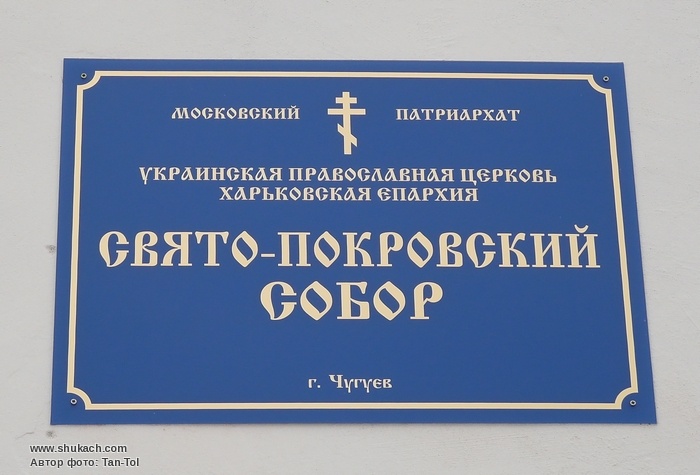 МОСКОВСКИЙ ПАТРИАРХАТ
УКРАИНСКАЯ ПРАВОСЛАВНАЯ ЦЕРКОВЬ
ХАРЬКОВСКАЯ ЕПАРХИЯ
СВЯТО-ПОКРОВСКИЙ
СОБОР
г. Чугуев
www.shukach.com
Автор фото: Tan-Tol